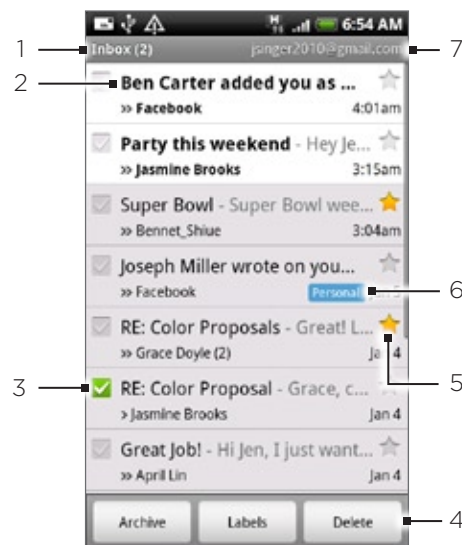 H 6:54 AM
1 Inbox (2) jsinger2010@gmail.com 7
2 Ben Carter added you as ...
» Facebook 4:01am
Party this weekend - Hey Je...
» Jasmine Brooks 3:15am
Super Bowl - Super Bowl wee...
» Bennet_Shiue 3:04am
Joseph Miller wrote on you...
» Facebook Personal 6
RE: Color Proposals - Great! L...
» Grace Doyle (2) Jan 4 5
3 RE: Color Proposal - Grace, c...
› Jasmine Brooks Jan 4
Great Job! - Hi Jen, I just want...
» April Lin Jan 4
Archive Labels Delete 4